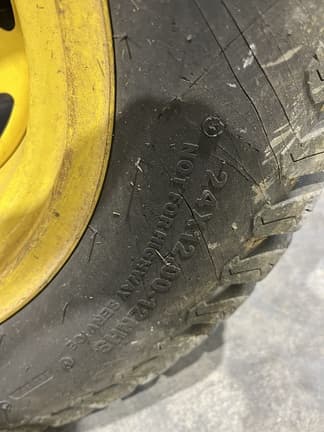 24X12.00-12 NHS
NOT FOR HIGHWAY SERVICE